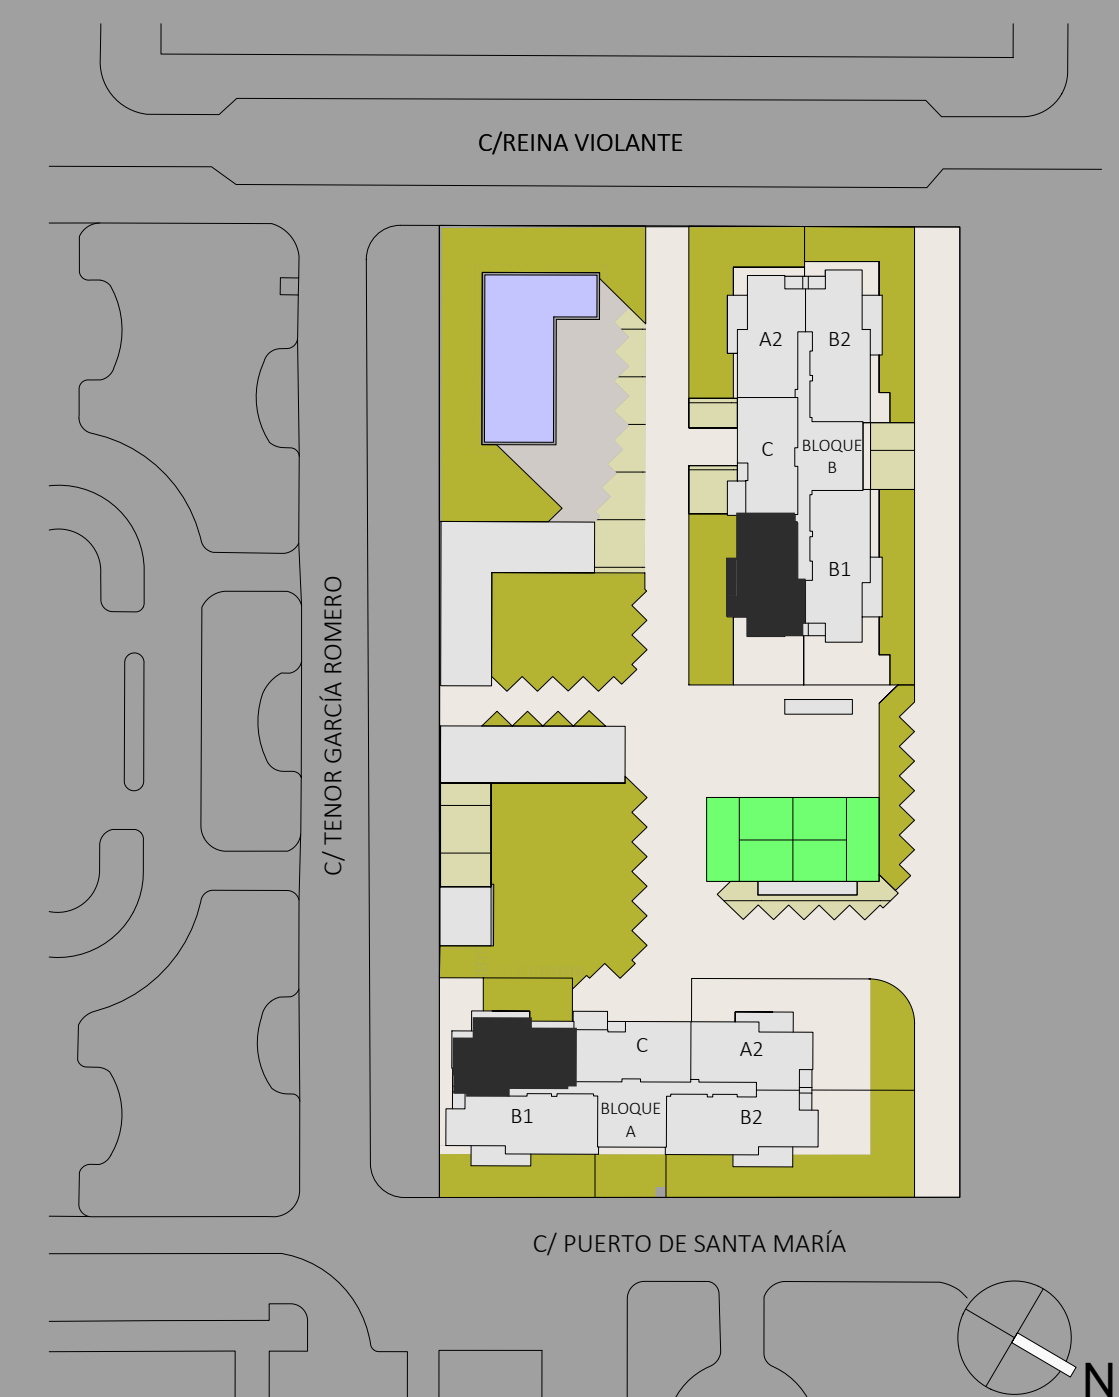 C/REINA VIOLANTE
A2
B2
C
BLOQUE
B
B1
C/ TENOR GARCÍA ROMERO
C
A2
B1
BLOQUE
A
B2
C/ PUERTO DE SANTA MARÍA
N